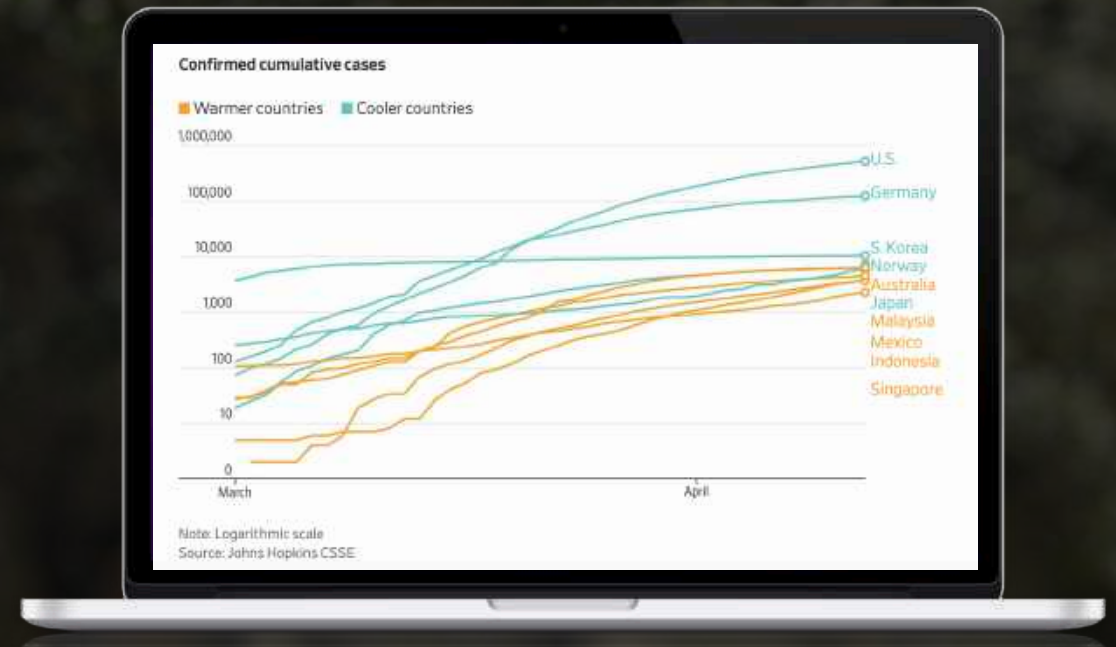 Confirmed cumulative cases
Warmer countries Cooler countries
1,000,000
100,000
10,000
1,000
100
10
0
U.S.
Germany
S. Korea
Norway
Australia
Japan
Malaysia
Mexico
Indonesia
Singapore
March April
Note: Logarithmic scale
Source: Johns Hopkins CSSE